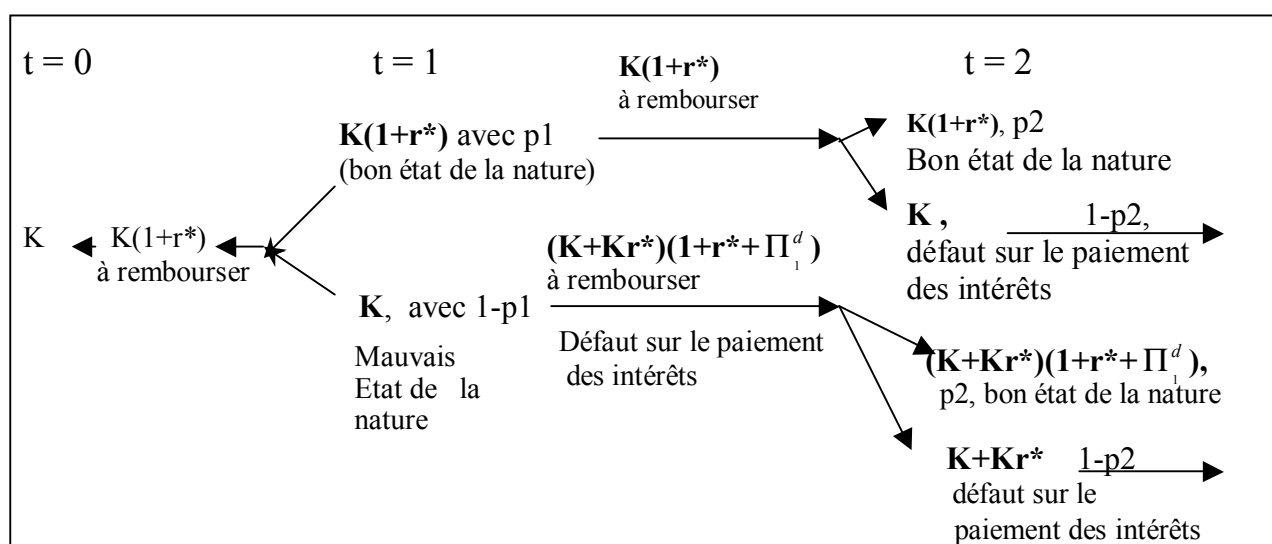 t = 0
t = 1
K(1+r*)
à rembourser
t = 2
K(1+r*) avec p1
(bon état de la nature)
K(1+r*), p2
Bon état de la nature
K
K(1+r*)
à rembourser
K , 1-p2,
défaut sur le paiement
des intérêts
(K+Kr*)(1+r*+ Π₁ᵈ)
à rembourser
K, avec 1-p1
Mauvais
Etat de la
nature
Défaut sur le paiement
des intérêts
(K+Kr*)(1+r*+ Π₁ᵈ),
p2, bon état de la nature
K+Kr* 1-p2
défaut sur le
paiement des intérêts